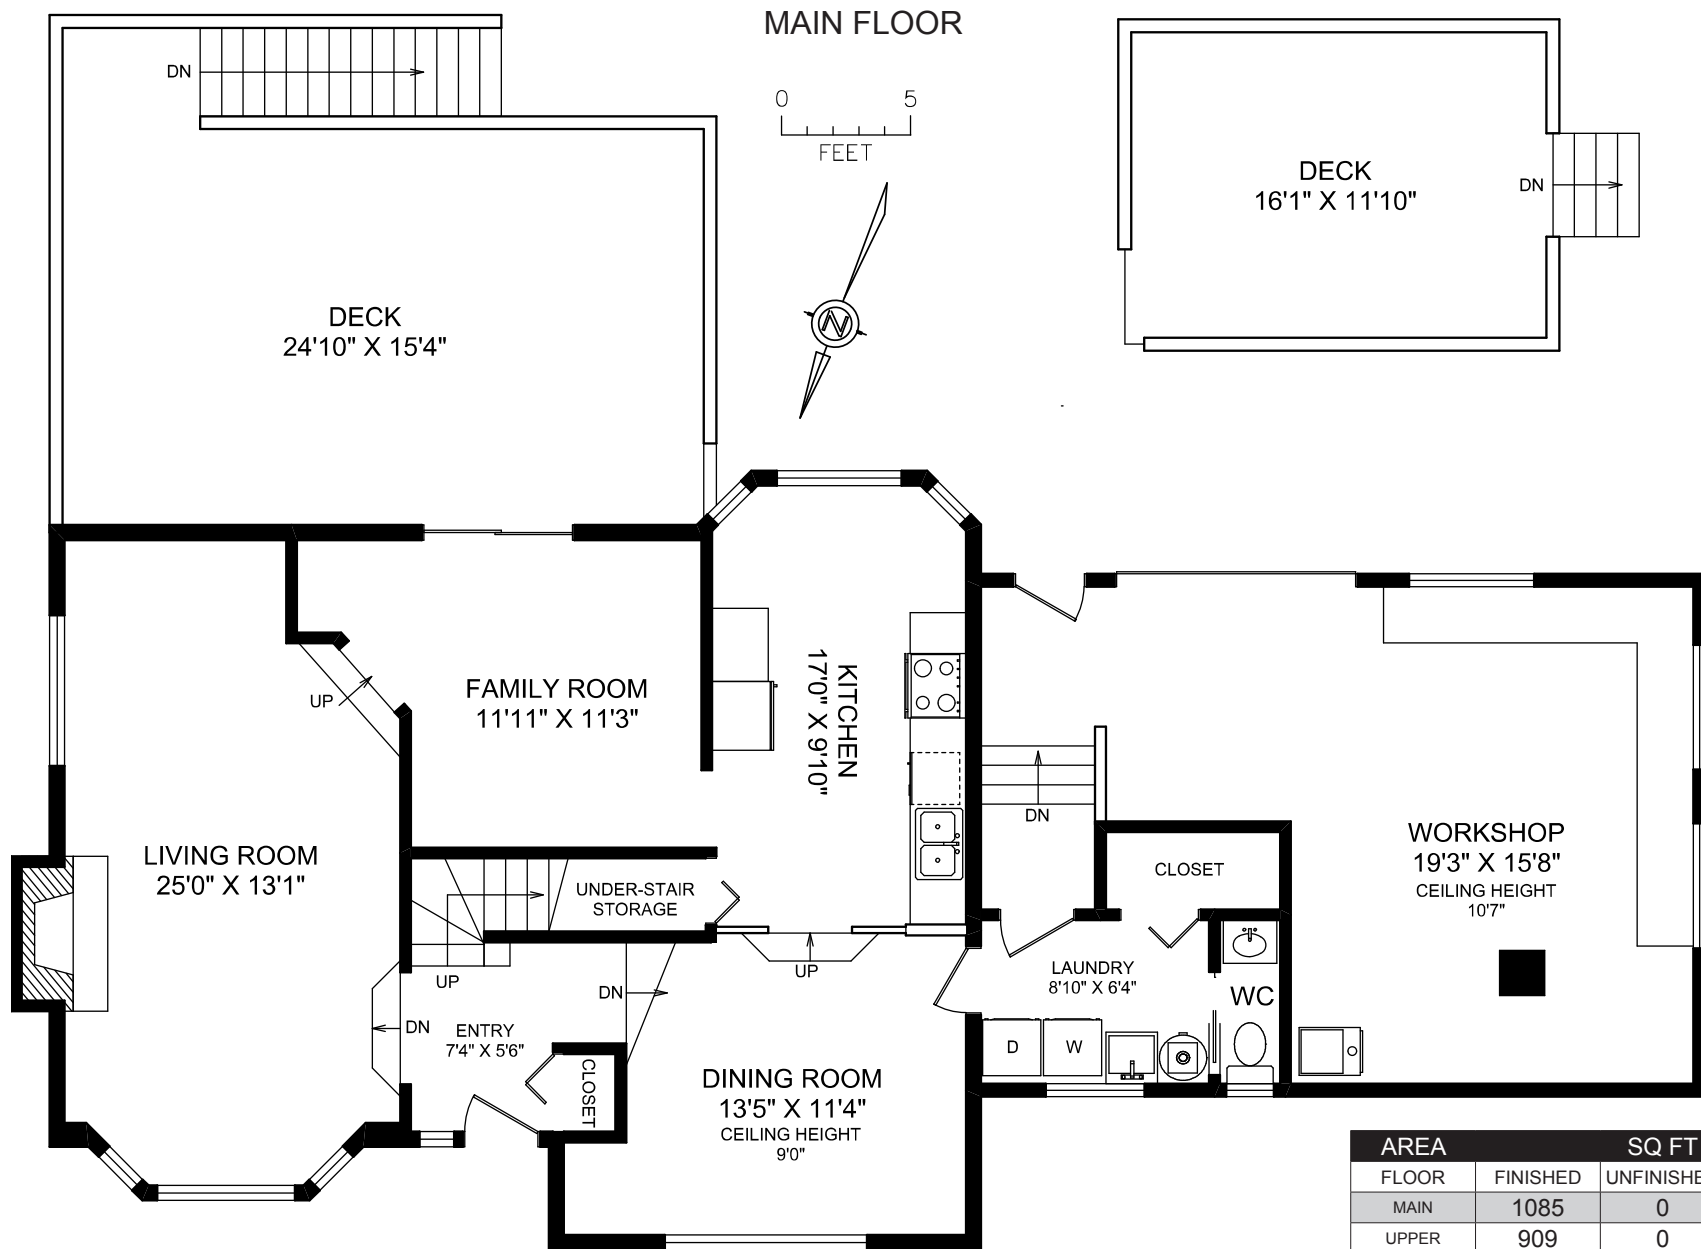 MAIN FLOOR
0 5
FEET
DN
DECK
24'10" X 15'4"
DECK
16'1" X 11'10"
DN
N
FAMILY ROOM
11'11" X 11'3"
UP
KITCHEN
17'0" X 9'10"
LIVING ROOM
25'0" X 13'1"
UNDER-STAIR
STORAGE
UP
UP
DN
DN
ENTRY
7'4" X 5'6"
CLOSET
DINING ROOM
13'5" X 11'4"
CEILING HEIGHT
9'0"
DN
CLOSET
LAUNDRY
8'10" X 6'4"
WC
D
W
WORKSHOP
19'3" X 15'8"
CEILING HEIGHT
10'7"
AREA SQ FT
FLOOR FINISHED UNFINISHE
MAIN 1085 0
UPPER 909 0